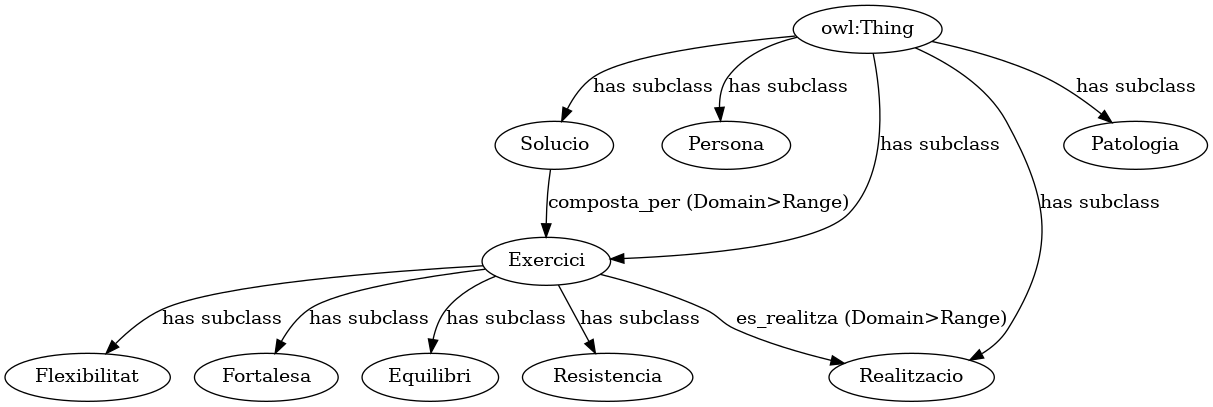 owl:Thing
has subclass has subclass has subclass
Solucio Persona has subclass Patologia
composta_per (Domain>Range) has subclass
Exercici
has subclass has subclass has subclass has subclass es_realitza (Domain>Range)
Flexibilitat Fortalesa Equilibri Resistencia Realitzacio